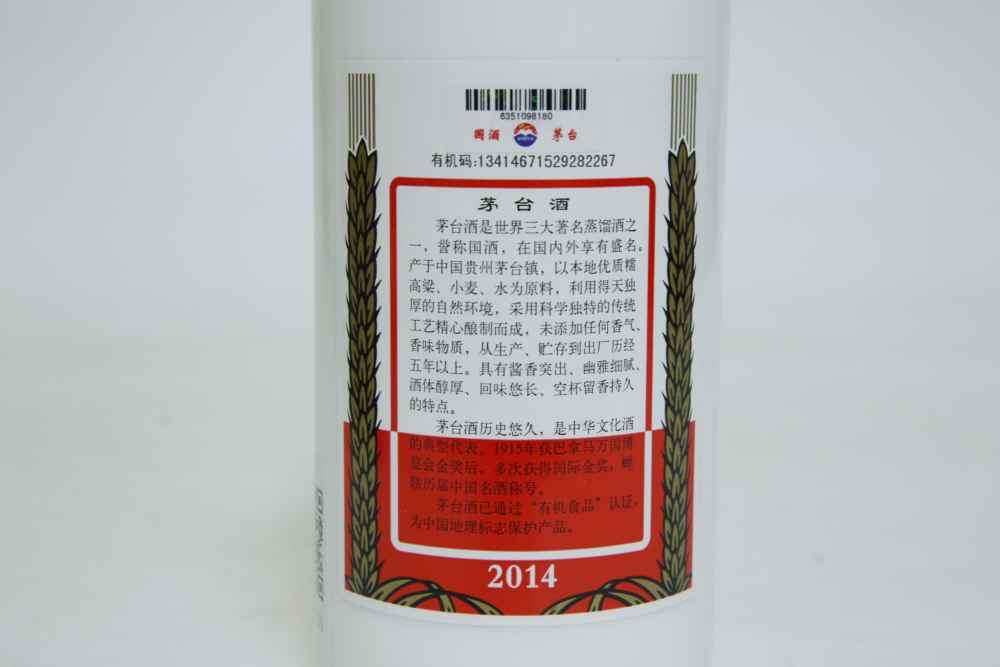 6351098180
国酒 茅台
有机码:13414671529282267
茅台酒
茅台酒是世界三大著名蒸馏酒之
一，誉称国酒，在国内外享有盛名。
产于中国贵州茅台镇，以本地优质糯
高粱、小麦、水为原料，利用得天独
厚的自然环境，采用科学独特的传统
工艺精心酿制而成，未添加任何香气、
香味物质，从生产、贮存到出厂历经
五年以上。具有酱香突出、幽雅细腻、
酒体醇厚、回味悠长、空杯留香持久
的特点。
茅台酒历史悠久，是中华文化酒
的典型代表，1915年获巴拿马万国博
览会金奖后，多次获得国际金奖，蝉
联历届中国名酒称号。
茅台酒已通过“有机食品”认证，
为中国地理标志保护产品。
2014